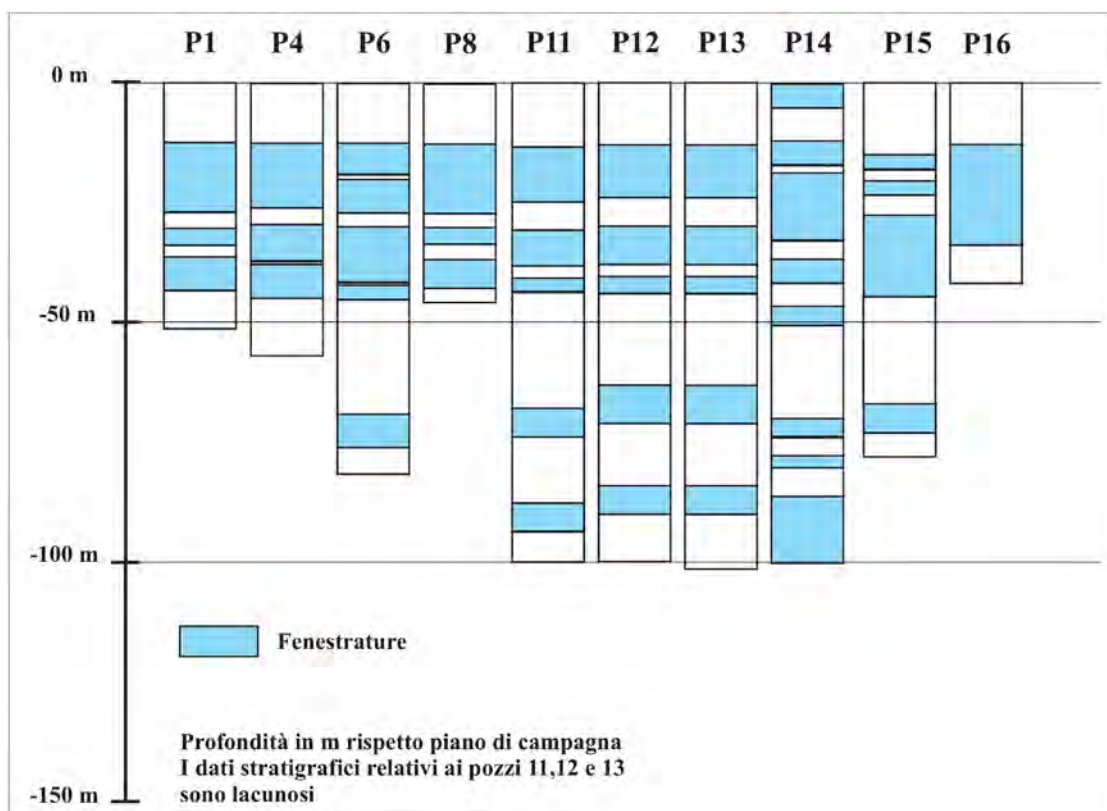 P1 P4 P6 P8 P11 P12 P13 P14 P15 P16
0 m
-50 m
-100 m
Fenestrature
Profondità in m rispetto piano di campagna
I dati stratigrafici relativi ai pozzi 11,12 e 13
sono lacunosi
-150 m